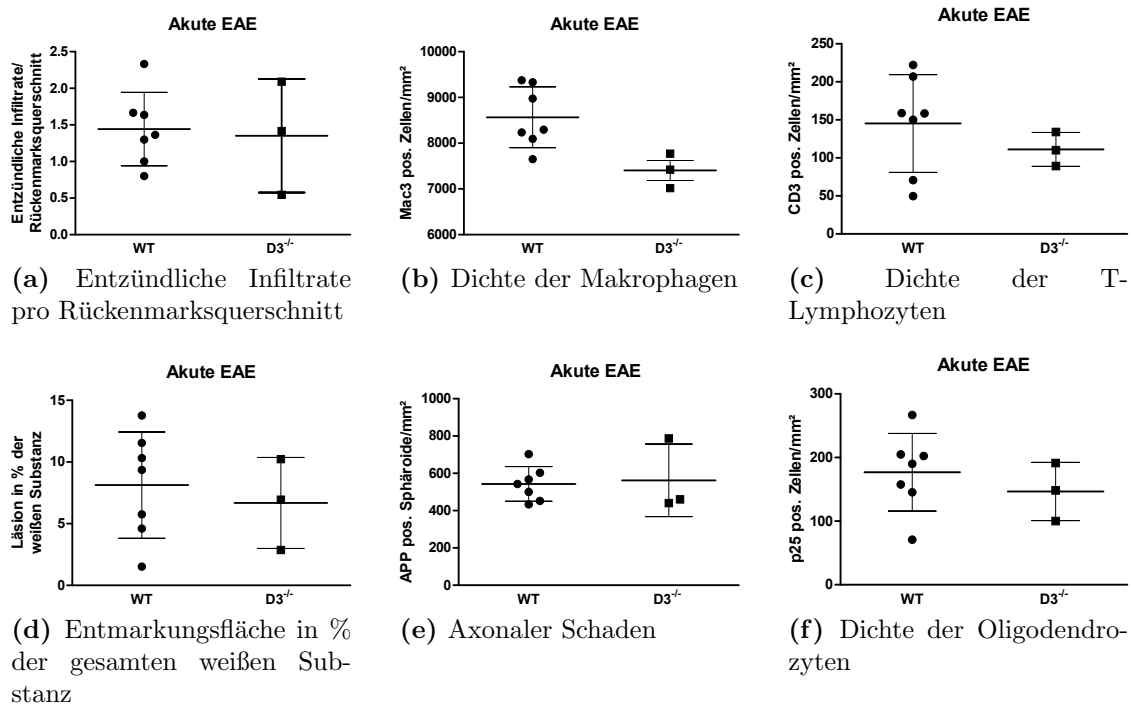 Akute EAE
Entzündliche Infiltrate/
Rückenmarksquerschnitt
2.5
2.0
1.5
1.0
0.5
0.0
WT
D3-/-
(a) Entzündliche Infiltrate
pro Rückenmarksquerschnitt
Akute EAE
Mac3 pos. Zellen/mm²
10000
9000
8000
7000
6000
WT
D3-/-
(b) Dichte der Makrophagen
Akute EAE
CD3 pos. Zellen/mm²
250
200
150
100
50
0
WT
D3-/-
(c) Dichte der T-
Lymphozyten
Akute EAE
Läsion in % der
weißen Substanz
15
10
5
0
WT
D3-/-
(d) Entmarkungsfläche in %
der gesamten weißen Sub-
stanz
Akute EAE
APP pos. Sphäroide/mm²
1000
800
600
400
200
0
WT
D3-/-
(e) Axonaler Schaden
Akute EAE
p25 pos. Zellen/mm²
300
200
100
0
WT
D3-/-
(f) Dichte der Oligodendro-
zyten